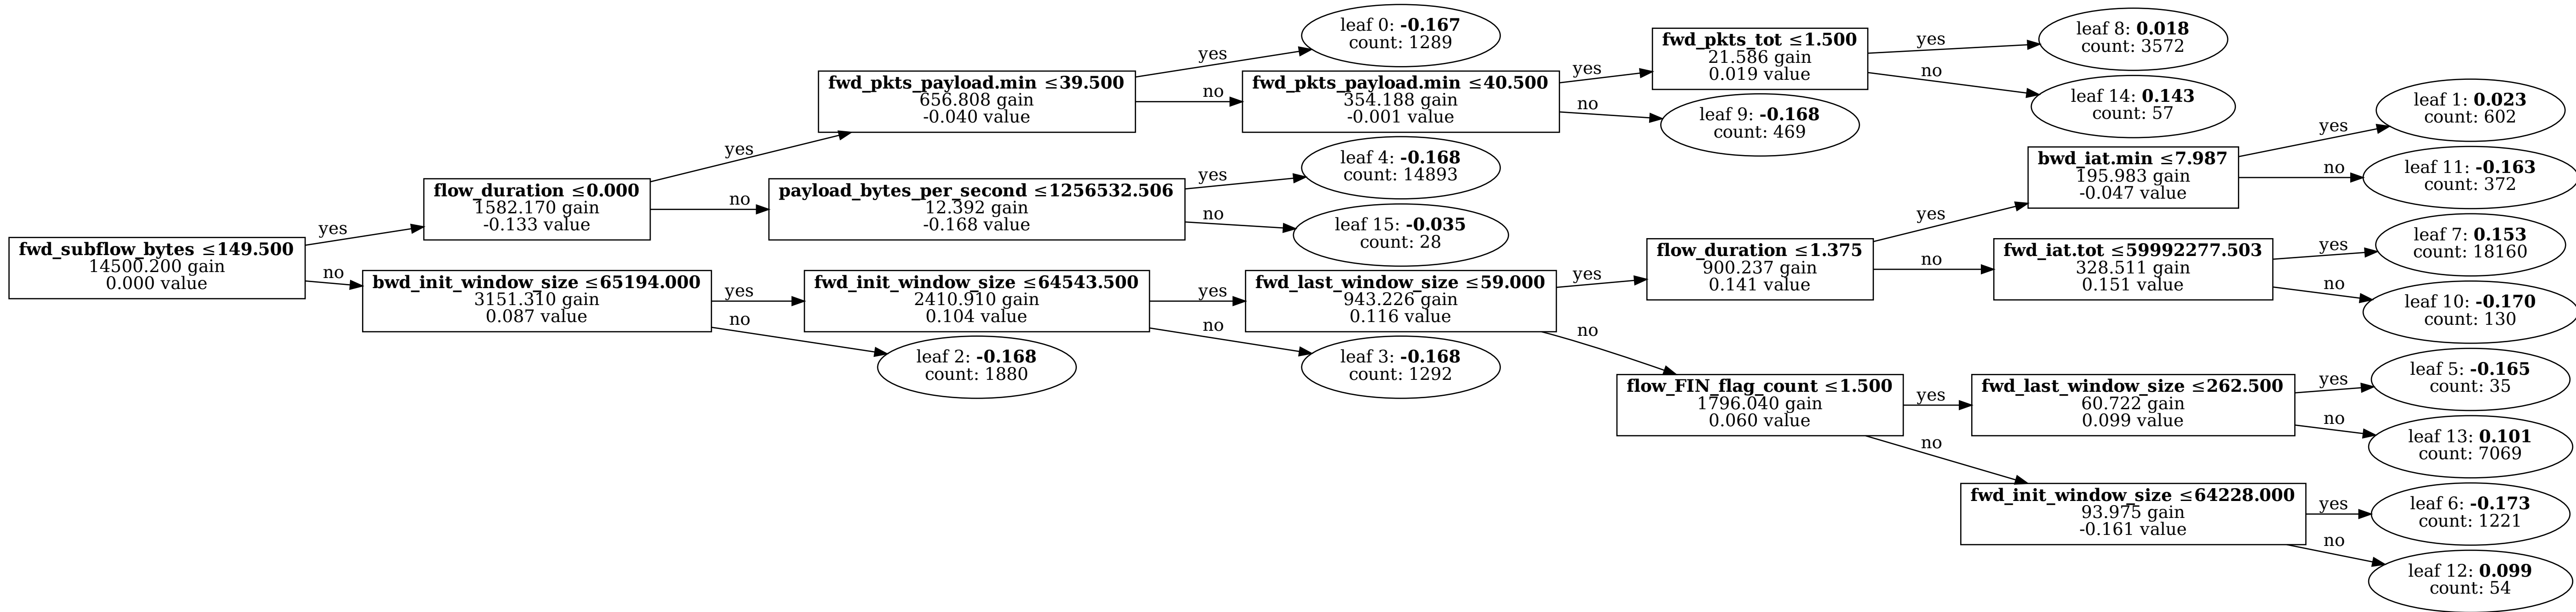 fwd_subflow_bytes ≤149.500
14500.200 gain
0.000 value
yes
no
flow_duration ≤0.000
1582.170 gain
-0.133 value
yes
no
bwd_init_window_size ≤65194.000
3151.310 gain
0.087 value
yes
no
fwd_pkts_payload.min ≤39.500
656.808 gain
-0.040 value
yes
no
payload_bytes_per_second ≤1256532.506
12.392 gain
-0.168 value
yes
no
fwd_init_window_size ≤64543.500
2410.910 gain
0.104 value
yes
no
leaf 2: -0.168
count: 1880
leaf 0: -0.167
count: 1289
fwd_pkts_payload.min ≤40.500
354.188 gain
-0.001 value
yes
no
leaf 4: -0.168
count: 14893
leaf 15: -0.035
count: 28
fwd_last_window_size ≤59.000
943.226 gain
0.116 value
yes
no
leaf 3: -0.168
count: 1292
fwd_pkts_tot ≤1.500
21.586 gain
0.019 value
yes
no
leaf 9: -0.168
count: 469
flow_duration ≤1.375
900.237 gain
0.141 value
yes
no
flow_FIN_flag_count ≤1.500
1796.040 gain
0.060 value
yes
no
leaf 8: 0.018
count: 3572
leaf 14: 0.143
count: 57
bwd_iat.min ≤7.987
195.983 gain
-0.047 value
yes
no
fwd_iat.tot ≤59992277.503
328.511 gain
0.151 value
yes
no
fwd_last_window_size ≤262.500
60.722 gain
0.099 value
yes
no
fwd_init_window_size ≤64228.000
93.975 gain
-0.161 value
yes
no
leaf 1: 0.023
count: 602
leaf 11: -0.163
count: 372
leaf 7: 0.153
count: 18160
leaf 10: -0.170
count: 130
leaf 5: -0.165
count: 35
leaf 13: 0.101
count: 7069
leaf 6: -0.173
count: 1221
leaf 12: 0.099
count: 54